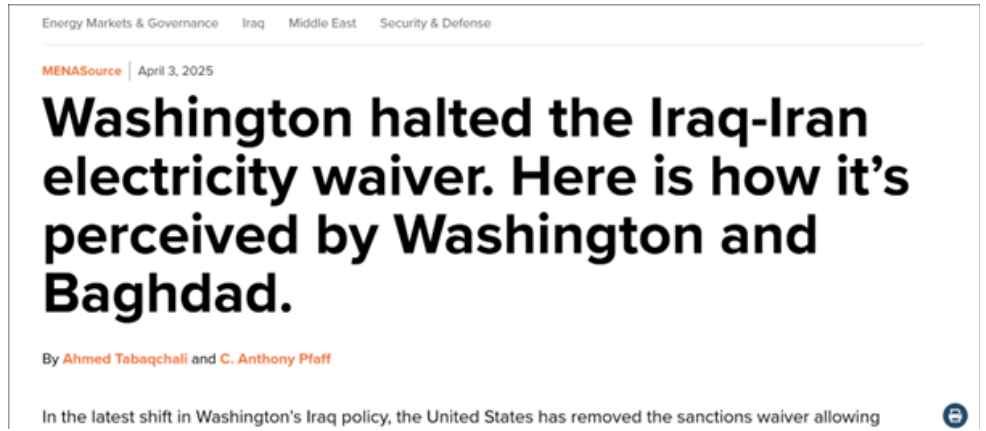 Energy Markets & Governance Iraq Middle East Security & Defense
MENASource | April 3, 2025
Washington halted the Iraq-Iran
electricity waiver. Here is how it’s
perceived by Washington and
Baghdad.
By Ahmed Tabaqchali and C. Anthony Pfaff
In the latest shift in Washington’s Iraq policy, the United States has removed the sanctions waiver allowing